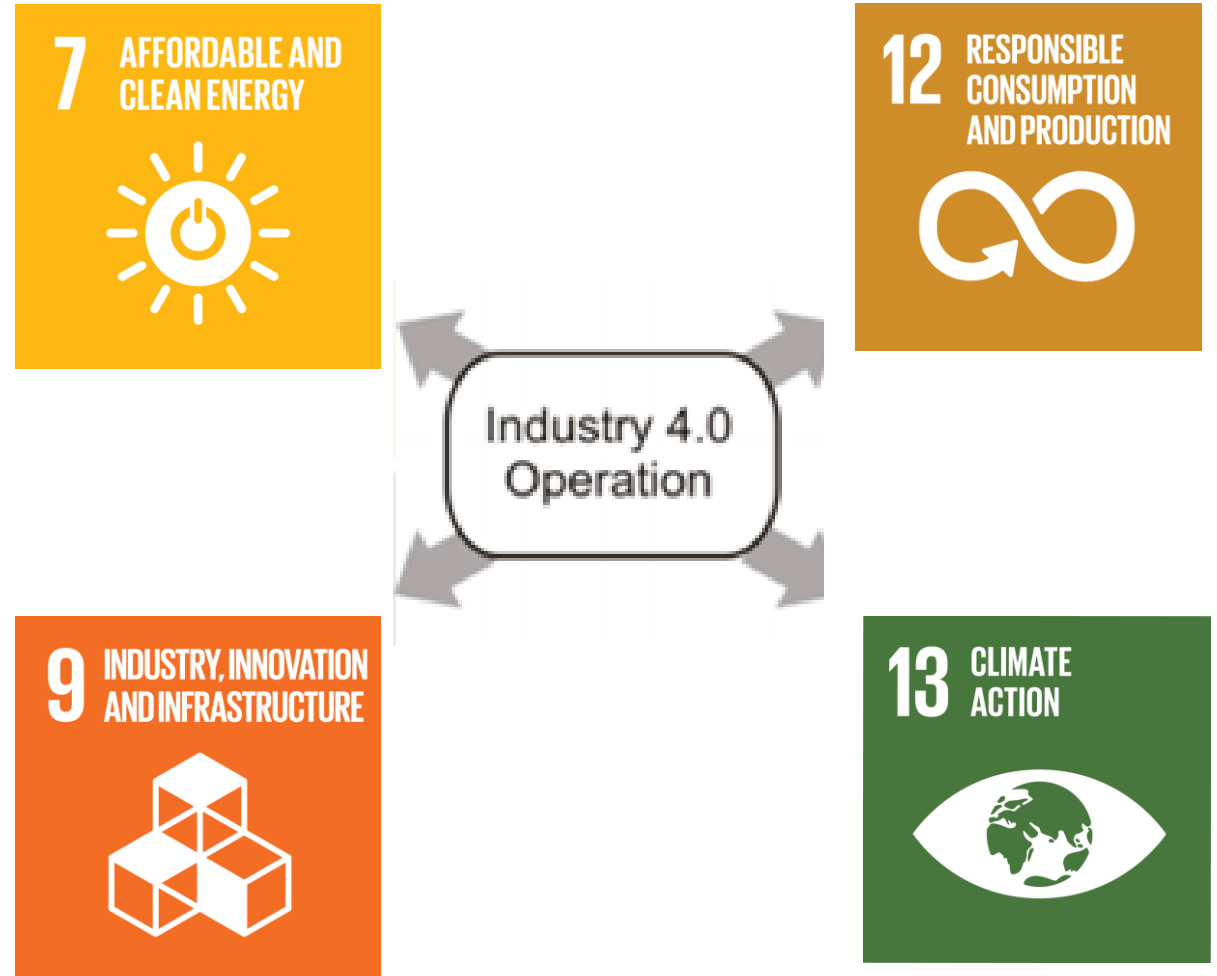 7 AFFORDABLE AND
CLEAN ENERGY
12 RESPONSIBLE
CONSUMPTION
AND PRODUCTION
Industry 4.0
Operation
9 INDUSTRY, INNOVATION
AND INFRASTRUCTURE
13 CLIMATE
ACTION